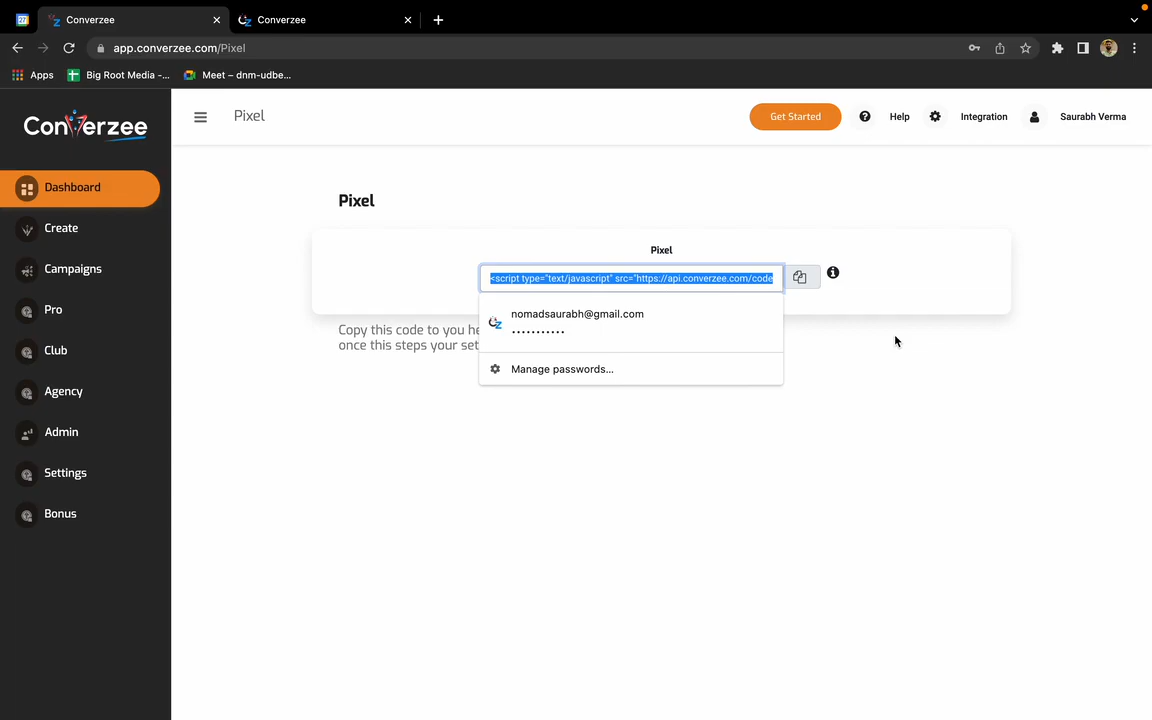 27
Converzee
Converzee
app.converzee.com/Pixel
Apps
Big Root Media -...
Meet – dnm-udbe...
Converzee
Pixel
Get Started
Help
Integration
Saurabh Verma
Dashboard
Create
Campaigns
Pro
Club
Agency
Admin
Settings
Bonus
Pixel
Pixel
<script type="text/javascript" src="https://api.converzee.com/code
nomadsaurabh@gmail.com
•••••••••••
Manage passwords...
Copy this code to you he
once this steps your set